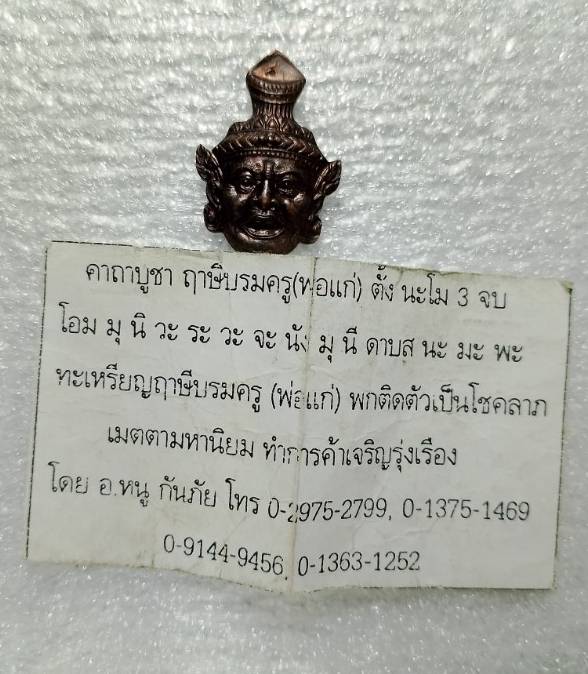 คาถาบูชา ฤาษีบรมครู(พ่อแก่) ตั้ง นะโม 3 จบ
โอม มุ นิ วะ ระ วะ จะ นัง มุ นี ดาบส นะ มะ พะ
ทะเหรียญฤาษีบรมครู (พ่อแก่) พกติดตัวเป็นโชคลาภ
เมตตามหานิยม ทำการค้าเจริญรุ่งเรือง
โดย อ.หนู กันภัย โทร 0-2975-2799, 0-1375-1469
0-9144-9456, 0-1363-1252